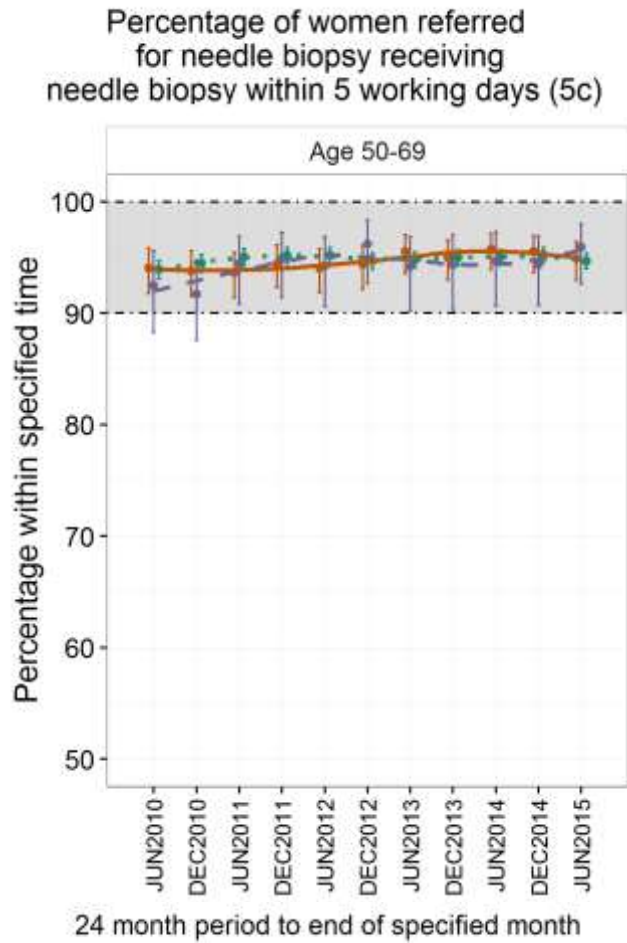 Percentage of women referred
for needle biopsy receiving
needle biopsy within 5 working days (5c)
Age 50-69
Percentage within specified time
100
90
80
70
60
50
JUN2010
DEC2010
JUN2011
DEC2011
JUN2012
DEC2012
JUN2013
DEC2013
JUN2014
DEC2014
JUN2015
24 month period to end of specified month